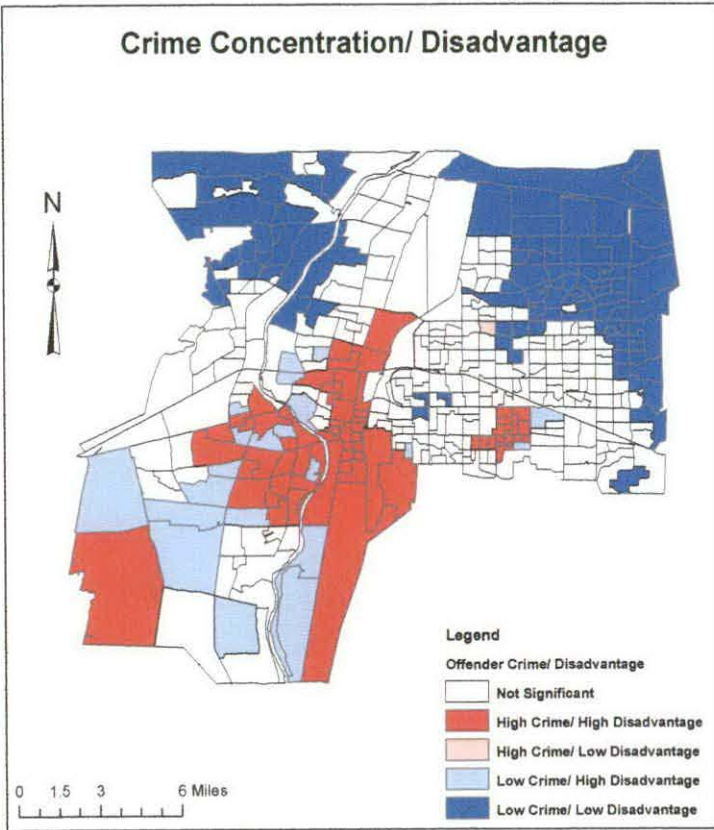 Crime Concentration/ Disadvantage
N
Legend
Offender Crime/ Disadvantage
Not Significant
High Crime/ High Disadvantage
High Crime/ Low Disadvantage
Low Crime/ High Disadvantage
Low Crime/ Low Disadvantage
0 1.5 3 6 Miles